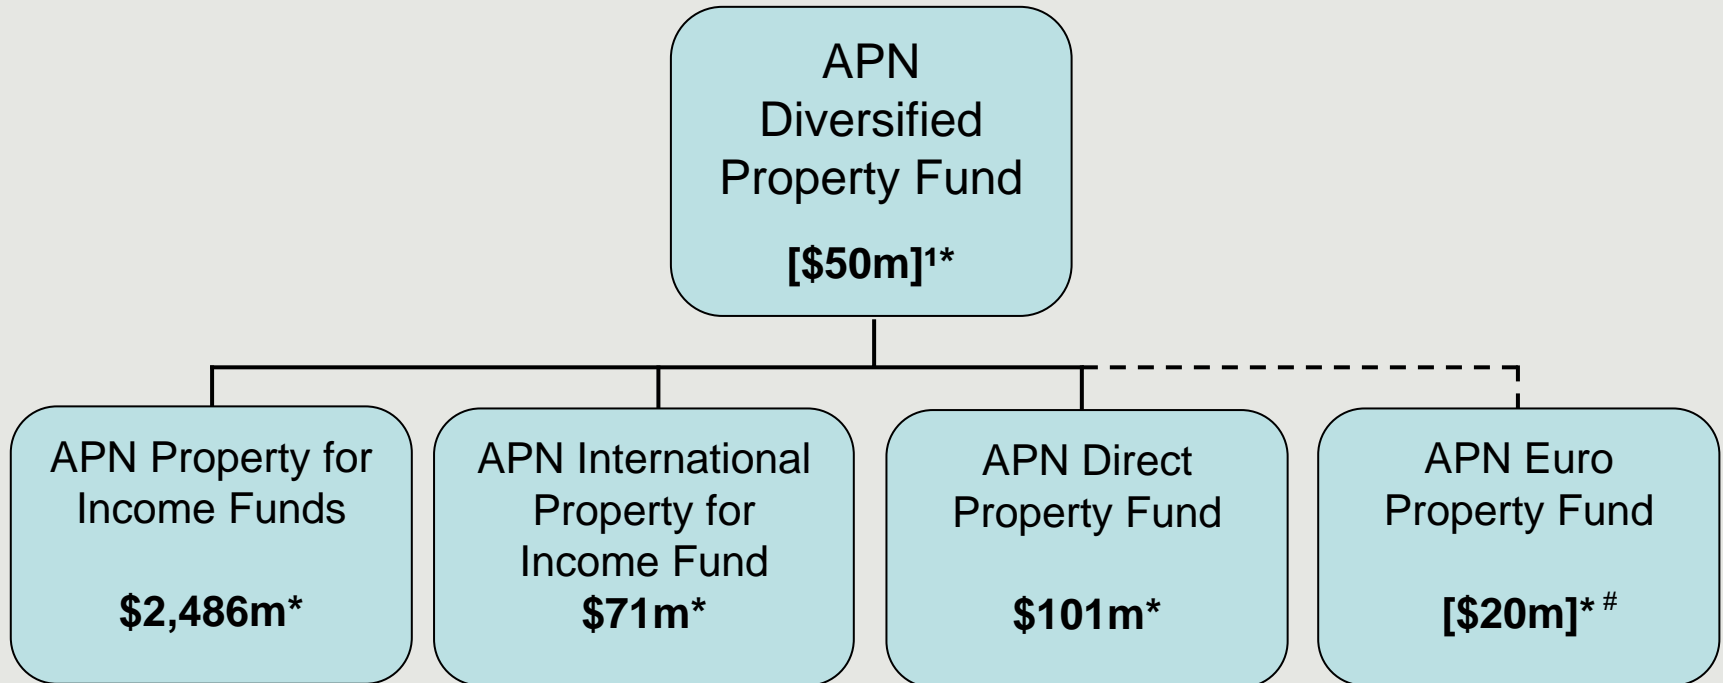 APN
Diversified
Property Fund
[$50m]¹*
APN Property for
Income Funds
$2,486m*
APN International
Property for
Income Fund
$71m*
APN Direct
Property Fund
$101m*
APN Euro
Property Fund
[$20m]* #